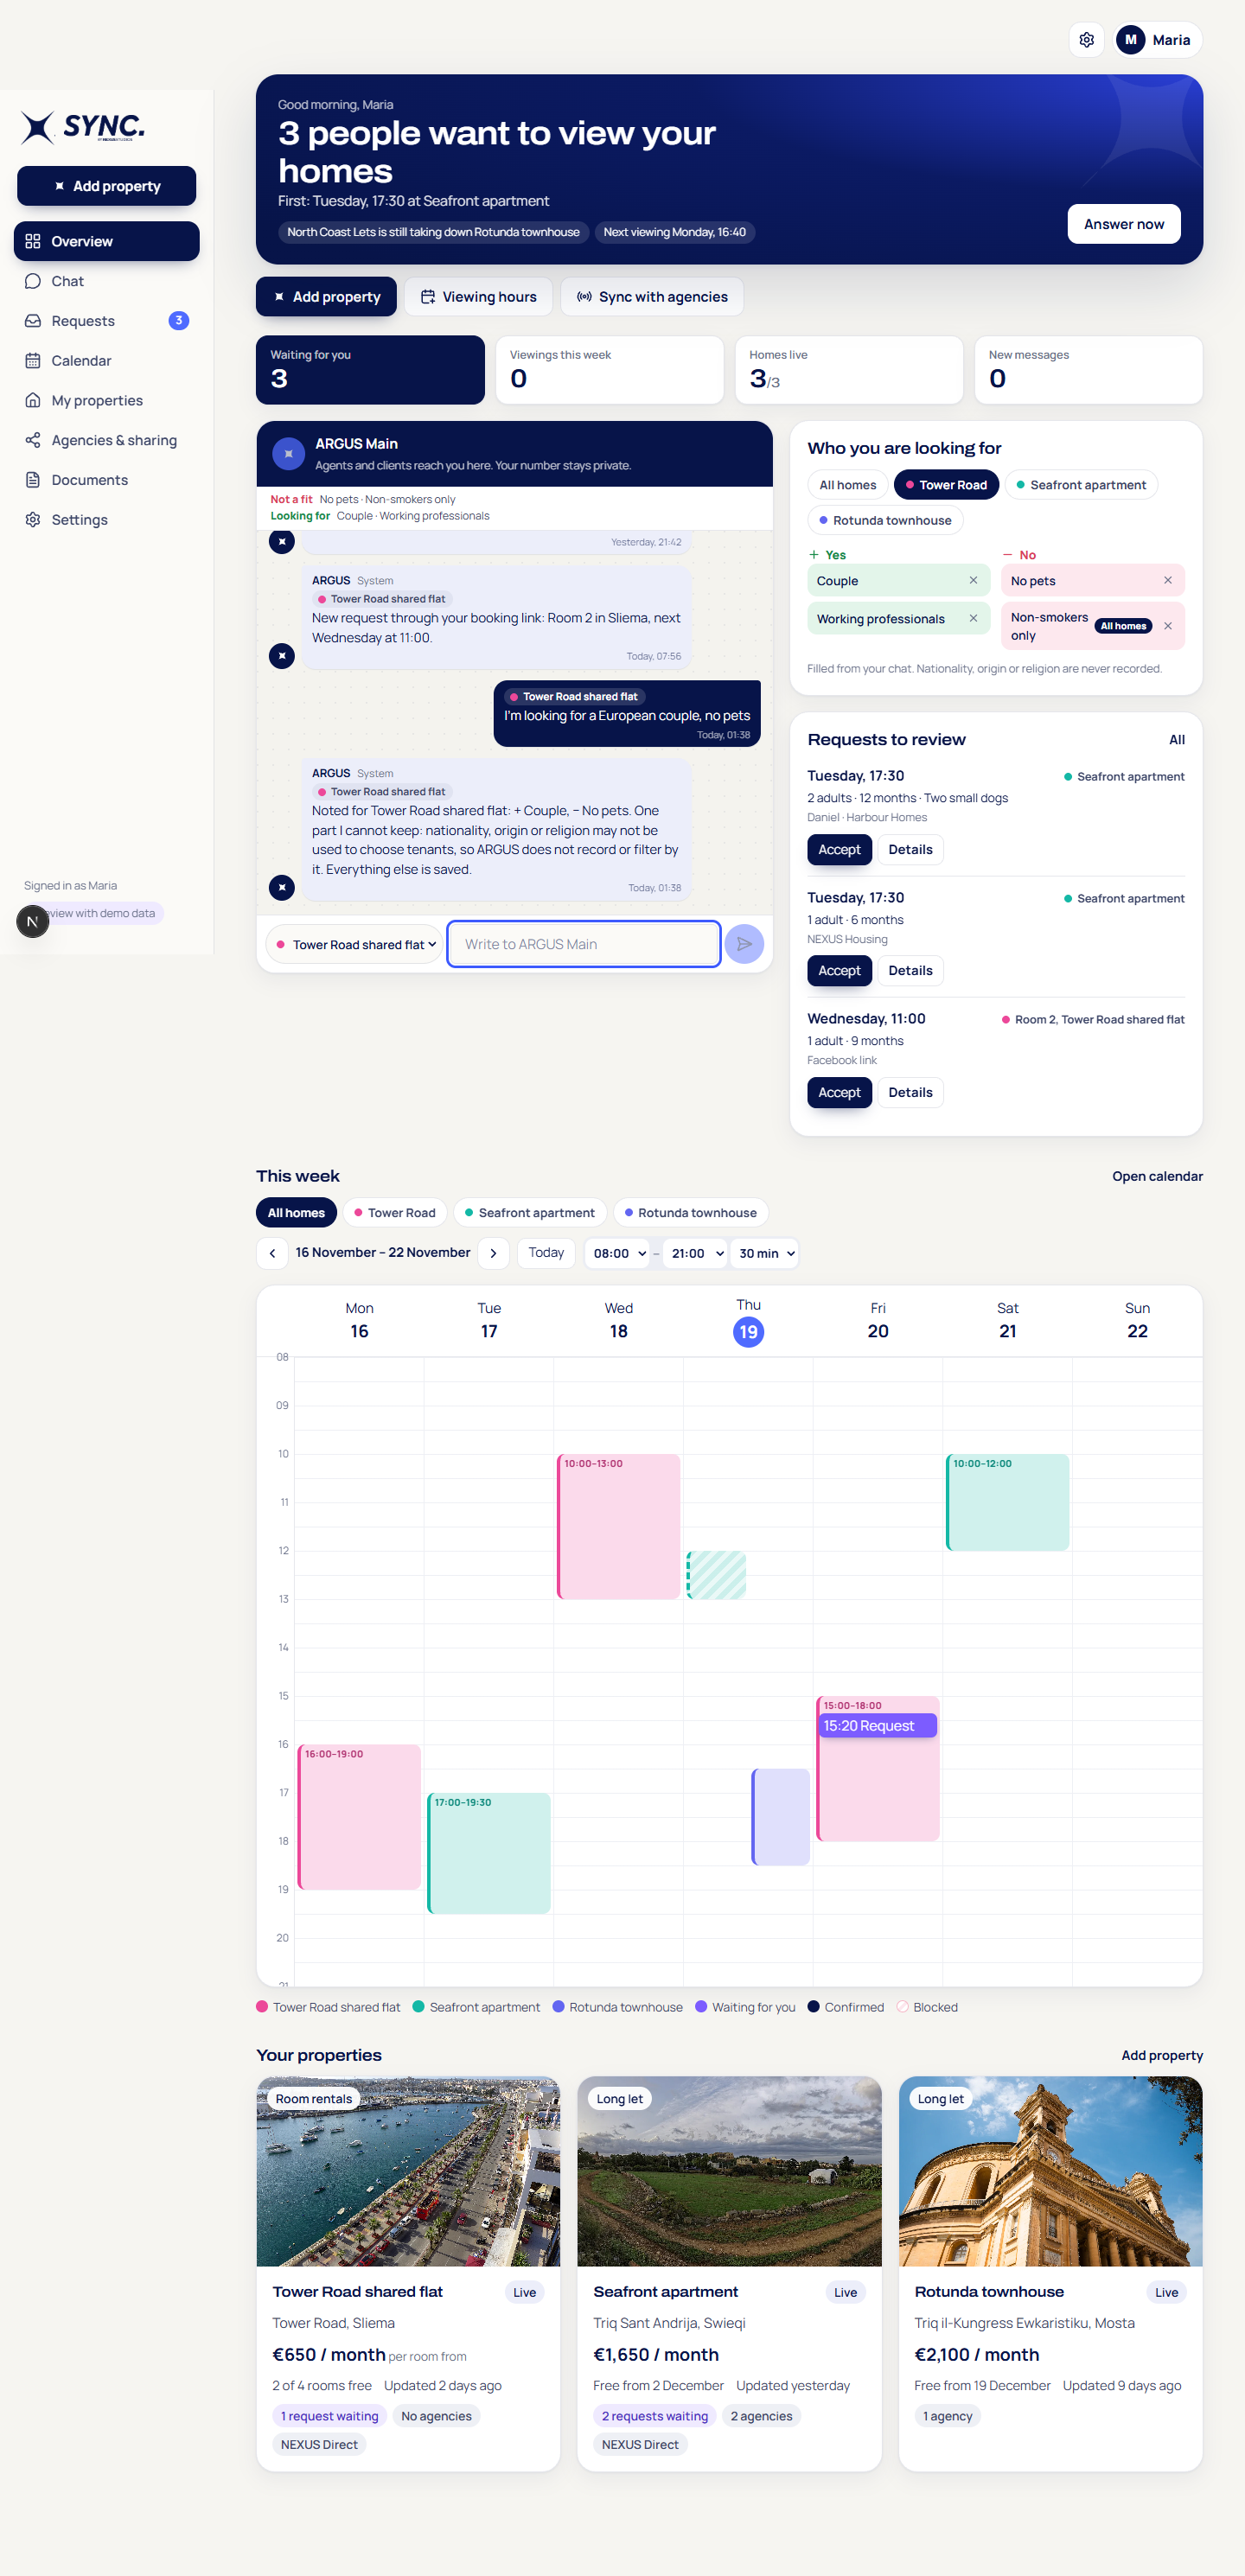 M
Maria
SYNC.
Add property
Overview
Chat
Requests
3
Calendar
My properties
Agencies & sharing
Documents
Settings
Signed in as Maria
N
view with demo data
Good morning, Maria
3 people want to view your
homes
First: Tuesday, 17:30 at Seafront apartment
North Coast Lets is still taking down Rotunda townhouse
Next viewing Monday, 16:40
Answer now
Add property
Viewing hours
Sync with agencies
Waiting for you
3
Viewings this week
0
Homes live
3/3
New messages
0
ARGUS Main
Agents and clients reach you here. Your number stays private.
Not a fit No pets · Non-smokers only
Looking for Couple · Working professionals
Yesterday, 21:42
ARGUS System
Tower Road shared flat
New request through your booking link: Room 2 in Sliema, next
Wednesday at 11:00.
Today, 07:56
Tower Road shared flat
I'm looking for a European couple, no pets
Today, 01:38
ARGUS System
Tower Road shared flat
Noted for Tower Road shared flat: + Couple, − No pets. One
part I cannot keep: nationality, origin or religion may not be
used to choose tenants, so ARGUS does not record or filter by
it. Everything else is saved.
Today, 01:38
Tower Road shared flat
Write to ARGUS Main
Who you are looking for
All homes
Tower Road
Seafront apartment
Rotunda townhouse
+ Yes
Couple
Working professionals
− No
No pets
Non-smokers
only
All homes
Filled from your chat. Nationality, origin or religion are never recorded.
Requests to review
All
Tuesday, 17:30
Seafront apartment
2 adults · 12 months · Two small dogs
Daniel · Harbour Homes
Accept
Details
Tuesday, 17:30
Seafront apartment
1 adult · 6 months
NEXUS Housing
Accept
Details
Wednesday, 11:00
Room 2, Tower Road shared flat
1 adult · 9 months
Facebook link
Accept
Details
This week
Open calendar
All homes
Tower Road
Seafront apartment
Rotunda townhouse
16 November – 22 November
Today
08:00
–
21:00
30 min
Mon
16
Tue
17
Wed
18
Thu
19
Fri
20
Sat
21
Sun
22
08
09
10
11
12
13
14
15
16
17
18
19
20
21
16:00–19:00
17:00–19:30
10:00–13:00
15:00–18:00
15:20 Request
10:00–12:00
Tower Road shared flat
Seafront apartment
Rotunda townhouse
Waiting for you
Confirmed
Blocked
Your properties
Add property
Room rentals
Tower Road shared flat
Live
Tower Road, Sliema
€650 / month per room from
2 of 4 rooms free
Updated 2 days ago
1 request waiting
No agencies
NEXUS Direct
Long let
Seafront apartment
Live
Triq Sant Andrija, Swieqi
€1,650 / month
Free from 2 December
Updated yesterday
2 requests waiting
2 agencies
NEXUS Direct
Long let
Rotunda townhouse
Live
Triq il-Kungress Ewkaristiku, Mosta
€2,100 / month
Free from 19 December
Updated 9 days ago
1 agency